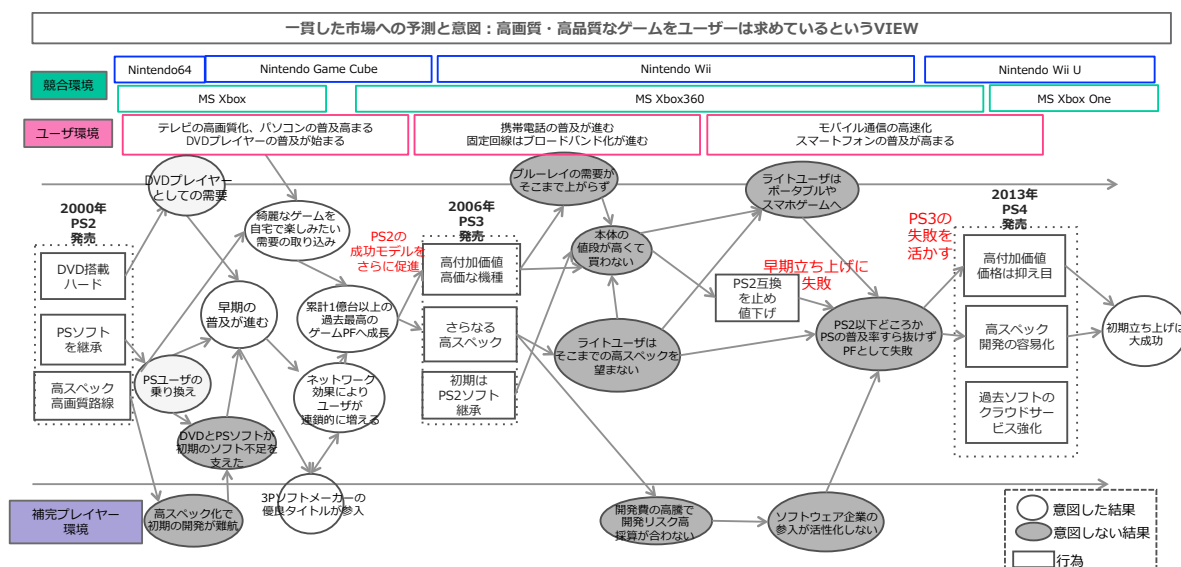 一貫した市場への予測と意図：高画質・高品質なゲームをユーザーは求めているというVIEW
競合環境
Nintendo64
Nintendo Game Cube
Nintendo Wii
Nintendo Wii U
MS Xbox
MS Xbox360
MS Xbox One
ユーザ環境
テレビの高画質化、パソコンの普及高まる
DVDプレイヤーの普及が始まる
携帯電話の普及が進む
固定回線はブロードバンド化が進む
モバイル通信の高速化
スマートフォンの普及が高まる
2000年
PS2
発売
DVD搭載
ハード
PSソフト
を継承
高スペック
高画質路線
DVDプレイヤー
としての需要
早期の
普及が進む
PSユーザの
乗り換え
DVDとPSソフトが
初期のソフト不足を
支えた
高スペック化で
初期の開発が難航
綺麗なゲームを
自宅で楽しみたい
需要の取り込み
累計1億台以上の
過去最高の
ゲームPFへ成長
ネットワーク
効果により
ユーザが
連鎖的に増える
3Pソフトメーカーの
優良タイトルが参入
PS2の
成功モデルを
さらに促進
2006年
PS3
発売
高付加価値
高価な機種
さらなる
高スペック
初期は
PS2ソフト
継承
ブルーレイの需要が
そこまで上がらず
本体の
値段が高くて
買わない
ライトユーザは
そこまでの高スペックを
望まない
開発費の高騰で
開発リスク高
採算が合わない
ライトユーザは
ポータブルや
スマホゲームへ
PS2互換
を止め
値下げ
早期立ち上げに
失敗
PS2以下どころか
PSの普及率すら抜けず
PFとして失敗
ソフトウェア企業の
参入が活性化しない
PS3の
失敗を
活かす
2013年
PS4
発売
高付加価値
価格は抑え目
高スペック
開発の容易化
過去ソフトの
クラウドサー
ビス強化
初期立ち上げは
大成功
補完プレイヤー
環境
意図した結果
意図しない結果
行為